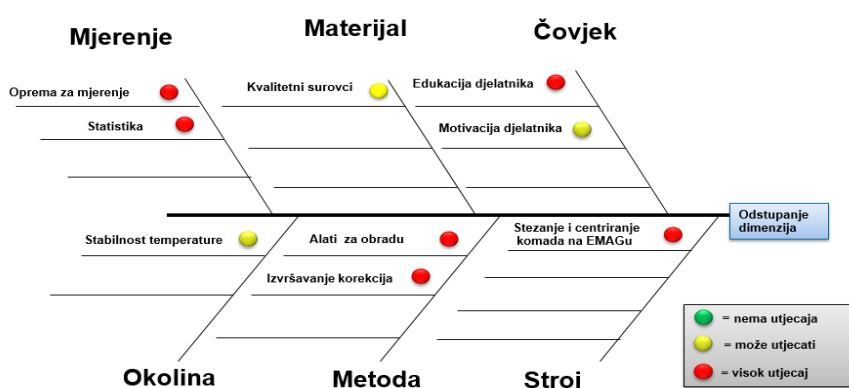 Mjerenje
Materijal
Čovjek
Oprema za mjerenje
Statistika
Kvalitetni surovci
Edukacija djelatnika
Motivacija djelatnika
Odstupanje
dimenzija
Stabilnost temperature
Alati za obradu
Izvršavanje korekcija
Stezanje i centriranje
komada na EMAGu
= nema utjecaja
= može utjecati
= visok utjecaj
Okolina
Metoda
Stroj